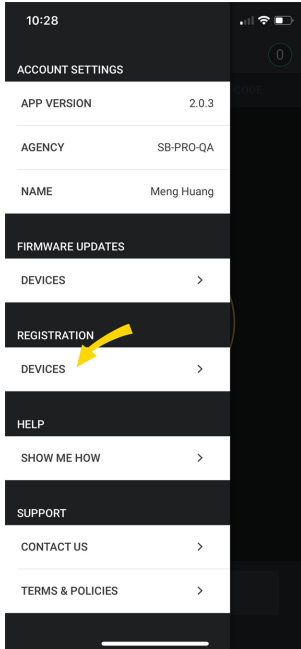 10:28
0
CODE
ACCOUNT SETTINGS
APP VERSION 2.0.3
AGENCY SB-PRO-QA
NAME Meng Huang
FIRMWARE UPDATES
DEVICES >
REGISTRATION
DEVICES >
HELP
SHOW ME HOW >
SUPPORT
CONTACT US >
TERMS & POLICIES >